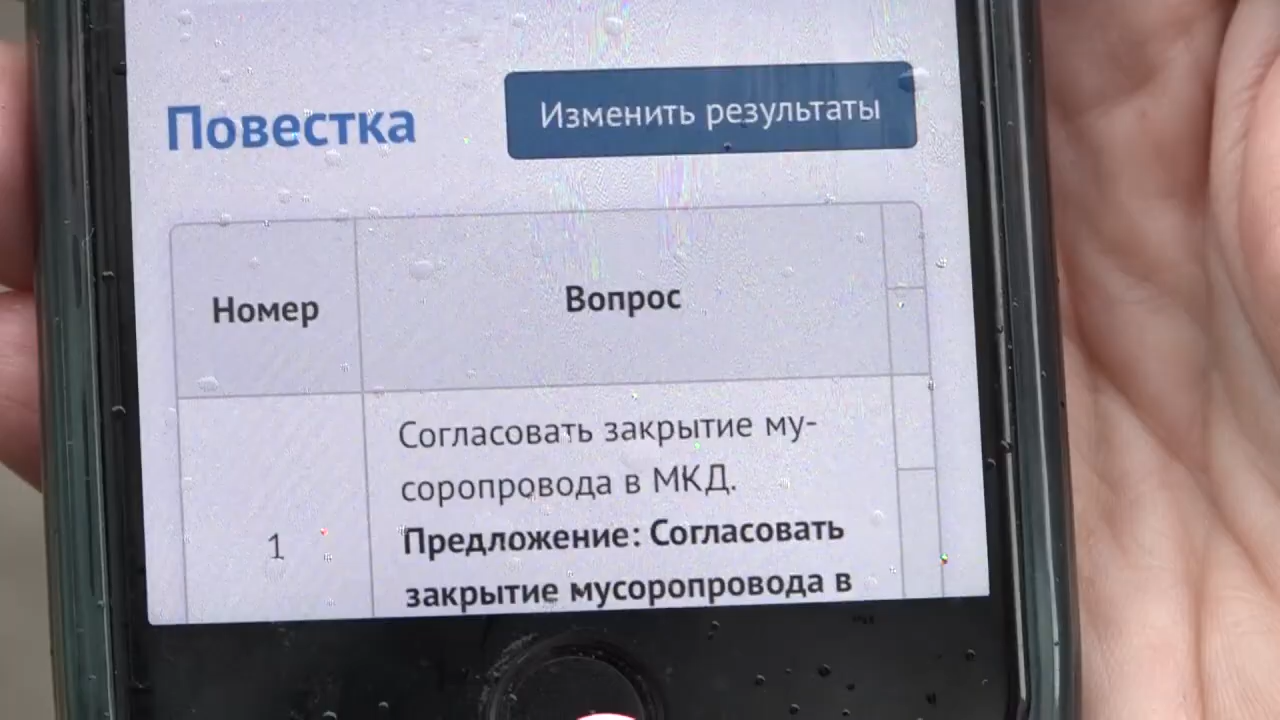 Повестка
Изменить результаты
Номер
Вопрос
1
Согласовать закрытие му-
соропровода в МКД.
Предложение: Согласовать
закрытие мусоропровода в